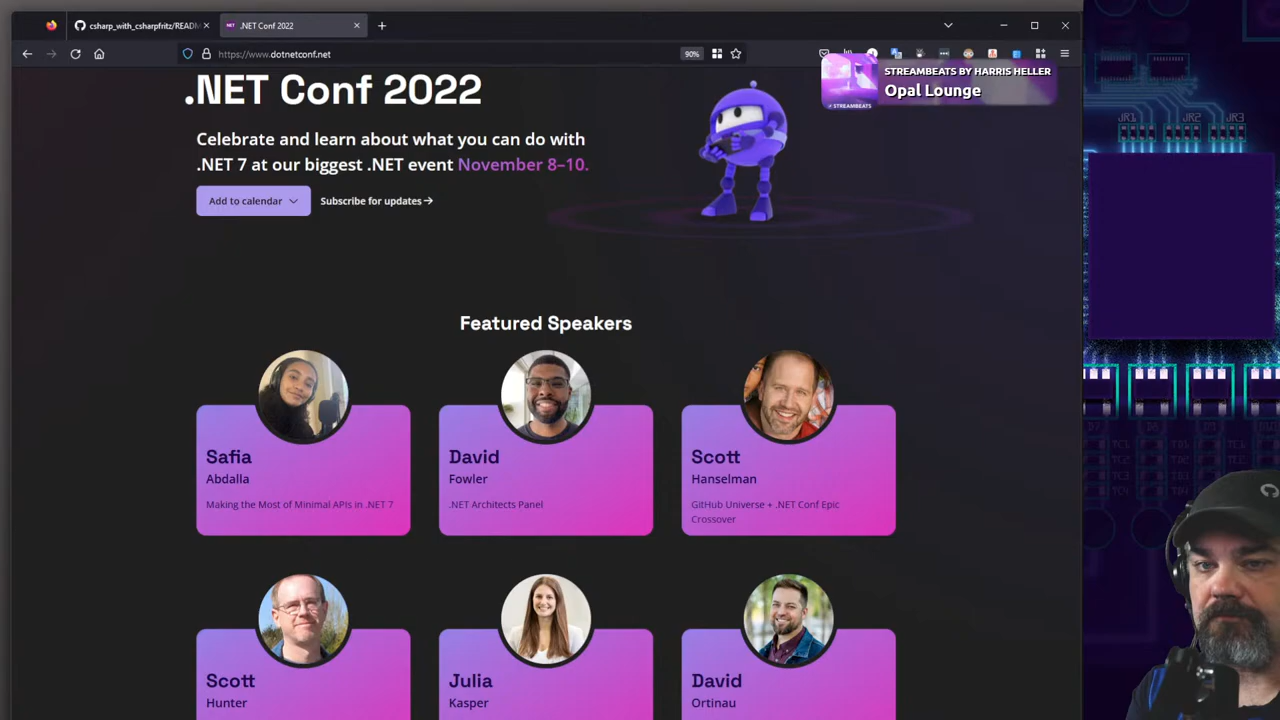 csharp_with_csharpfritz/READM
.NET Conf 2022
https://www.dotnetconf.net
90%
STREAMBEATS BY HARRIS HELLER
Opal Lounge
STREAMBEATS
.NET Conf 2022
Celebrate and learn about what you can do with
.NET 7 at our biggest .NET event November 8–10.
Add to calendar
Subscribe for updates
Featured Speakers
Safia
Abdalla
Making the Most of Minimal APIs in .NET 7
David
Fowler
.NET Architects Panel
Scott
Hanselman
GitHub Universe + .NET Conf Epic
Crossover
Scott
Hunter
Julia
Kasper
David
Ortinau
JR1
JR2
JR3